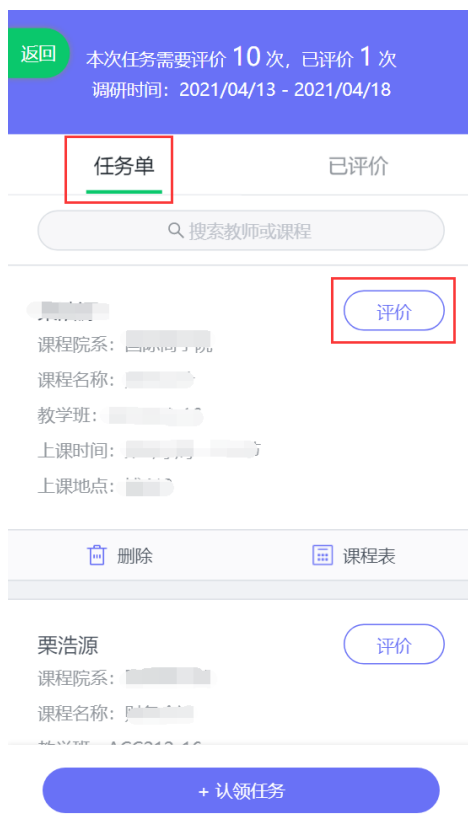 返回
本次任务需要评价 10 次，已评价 1 次
调研时间：2021/04/13 - 2021/04/18
任务单 已评价
搜索教师或课程
评价
课程院系：
课程名称：
教学班：
上课时间：
上课地点：
删除 课程表
栗浩源 评价
课程院系：
课程名称：
+ 认领任务